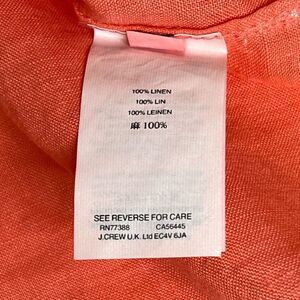 100% LINEN
100% LIN
100% LEINEN
麻 100%
SEE REVERSE FOR CARE
RN77388 CA56445
J.CREW U.K. Ltd EC4V 6JA